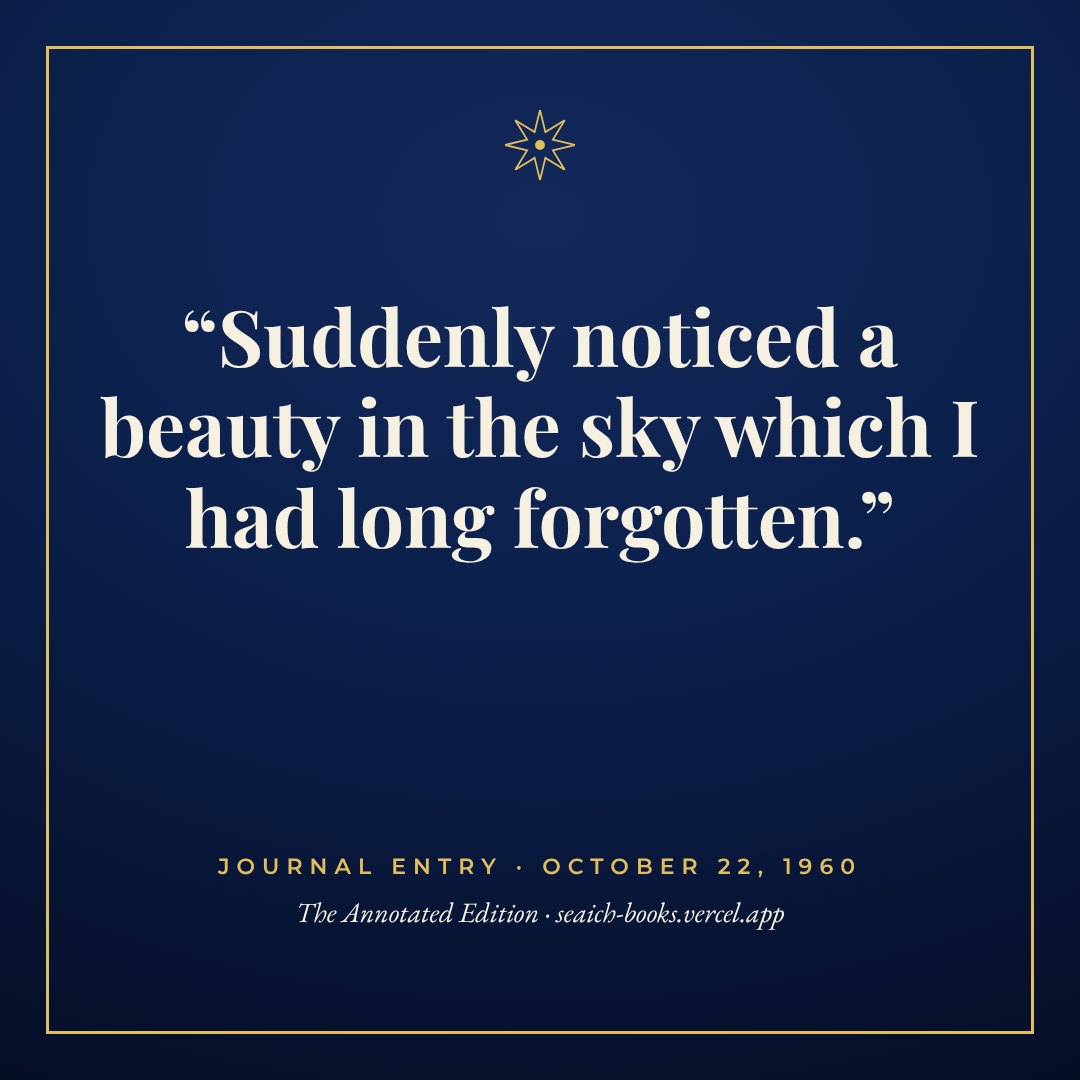 “Suddenly noticed a
beauty in the sky which I
had long forgotten.”
JOURNAL ENTRY · OCTOBER 22, 1960
The Annotated Edition · seaich-books.vercel.app